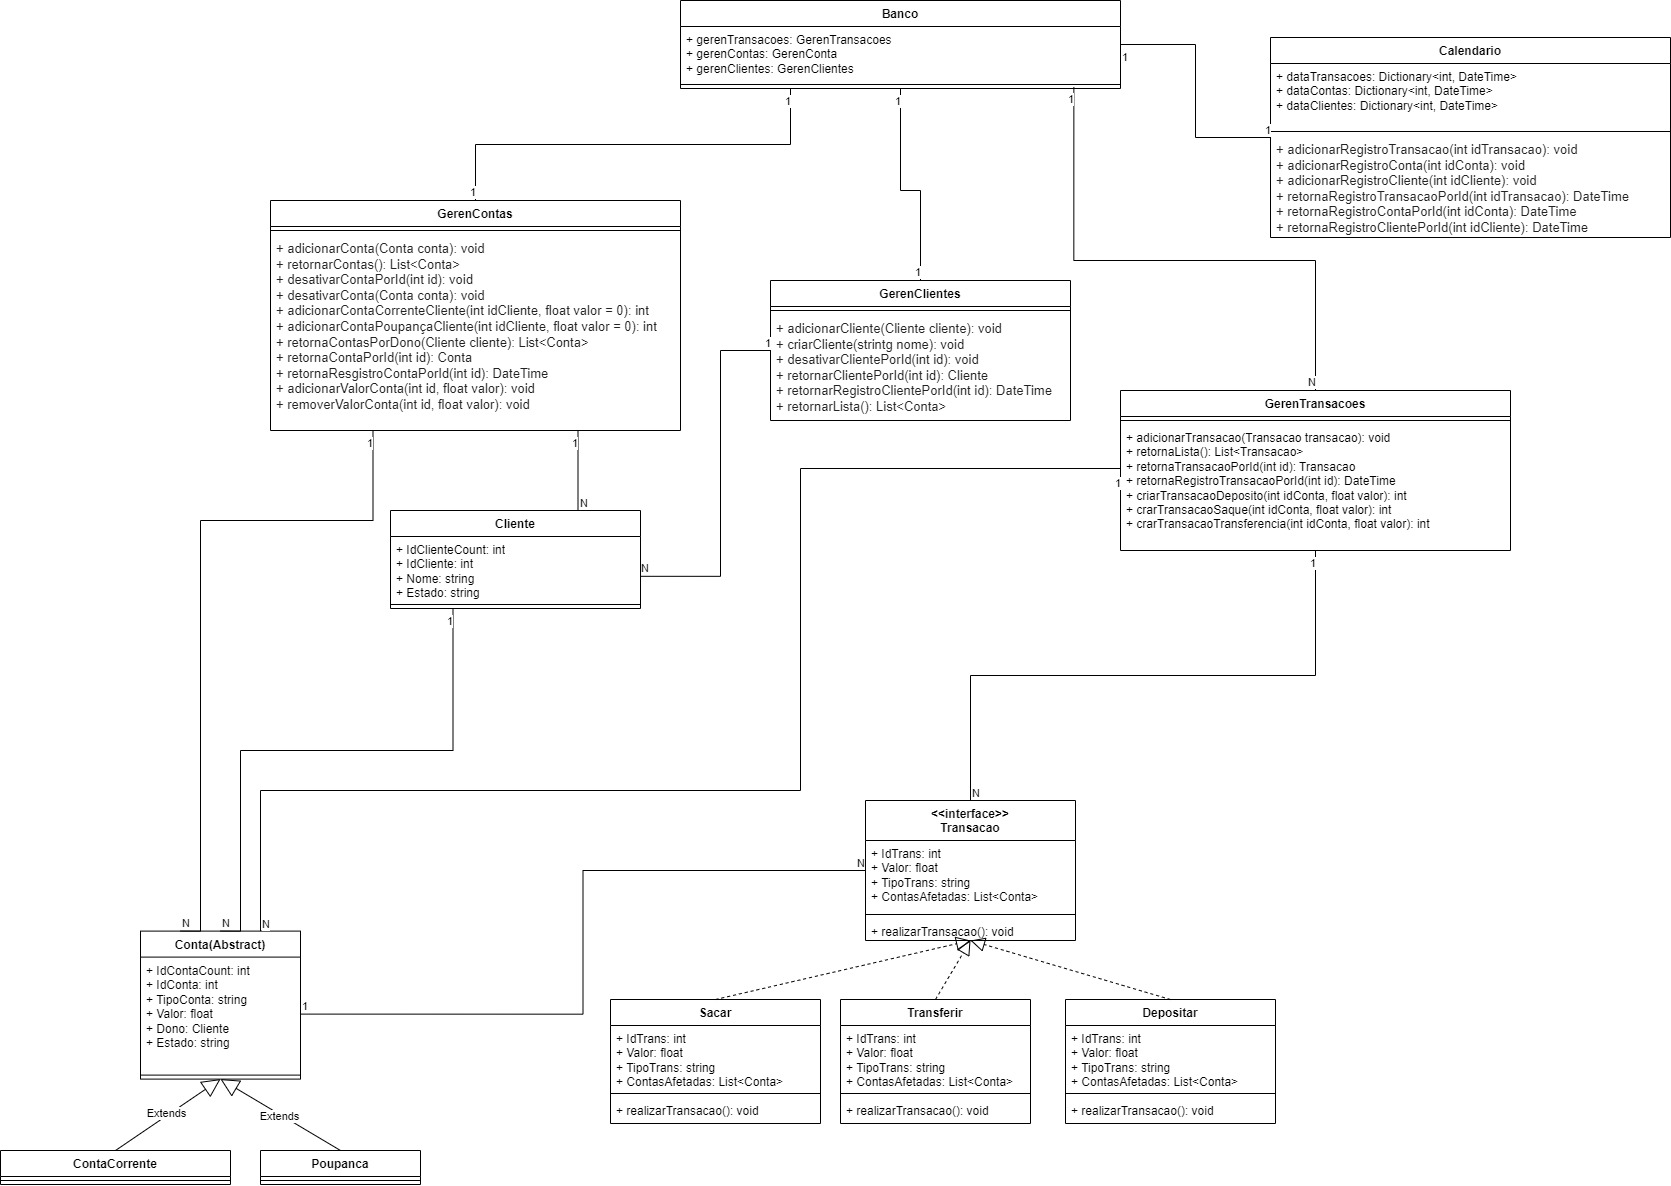 Banco
+ gerenTransacoes: GerenTransacoes
+ gerenContas: GerenConta
+ gerenClientes: GerenClientes
1
1
1
1
Calendario
+ dataTransacoes: Dictionary<int, DateTime>
+ dataContas: Dictionary<int, DateTime>
+ dataClientes: Dictionary<int, DateTime>
1
+ adicionarRegistroTransacao(int idTransacao): void
+ adicionarRegistroConta(int idConta): void
+ adicionarRegistroCliente(int idCliente): void
+ retornaRegistroTransacaoPorId(int idTransacao): DateTime
+ retornaRegistroContaPorId(int idConta): DateTime
+ retornaRegistroClientePorId(int idCliente): DateTime
1
GerenContas
+ adicionarConta(Conta conta): void
+ retornarContas(): List<Conta>
+ desativarContaPorId(int id): void
+ desativarConta(Conta conta): void
+ adicionarContaCorrenteCliente(int idCliente, float valor = 0): int
+ adicionarContaPoupançaCliente(int idCliente, float valor = 0): int
+ retornaContasPorDono(Cliente cliente): List<Conta>
+ retornaContaPorId(int id): Conta
+ retornaResgistroContaPorId(int id): DateTime
+ adicionarValorConta(int id, float valor): void
+ removerValorConta(int id, float valor): void
1
1
1
GerenClientes
1
+ adicionarCliente(Cliente cliente): void
+ criarCliente(strintg nome): void
+ desativarClientePorId(int id): void
+ retornarClientePorId(int id): Cliente
+ retornarRegistroClientePorId(int id): DateTime
+ retornarLista(): List<Conta>
N
GerenTransacoes
+ adicionarTransacao(Transacao transacao): void
+ retornaLista(): List<Transacao>
+ retornaTransacaoPorId(int id): Transacao
+ retornaRegistroTransacaoPorId(int id): DateTime
+ criarTransacaoDeposito(int idConta, float valor): int
+ crarTransacaoSaque(int idConta, float valor): int
+ crarTransacaoTransferencia(int idConta, float valor): int
1
1
N
Cliente
+ IdClienteCount: int
+ IdCliente: int
+ Nome: string
+ Estado: string
N
1
N
<<interface>>
Transacao
+ IdTrans: int
+ Valor: float
+ TipoTrans: string
+ ContasAfetadas: List<Conta>
+ realizarTransacao(): void
N
N
N
N
Conta(Abstract)
+ IdContaCount: int
+ IdConta: int
+ TipoConta: string
+ Valor: float
+ Dono: Cliente
+ Estado: string
1
Sacar
+ IdTrans: int
+ Valor: float
+ TipoTrans: string
+ ContasAfetadas: List<Conta>
+ realizarTransacao(): void
Transferir
+ IdTrans: int
+ Valor: float
+ TipoTrans: string
+ ContasAfetadas: List<Conta>
+ realizarTransacao(): void
Depositar
+ IdTrans: int
+ Valor: float
+ TipoTrans: string
+ ContasAfetadas: List<Conta>
+ realizarTransacao(): void
Extends
Extends
ContaCorrente
Poupanca